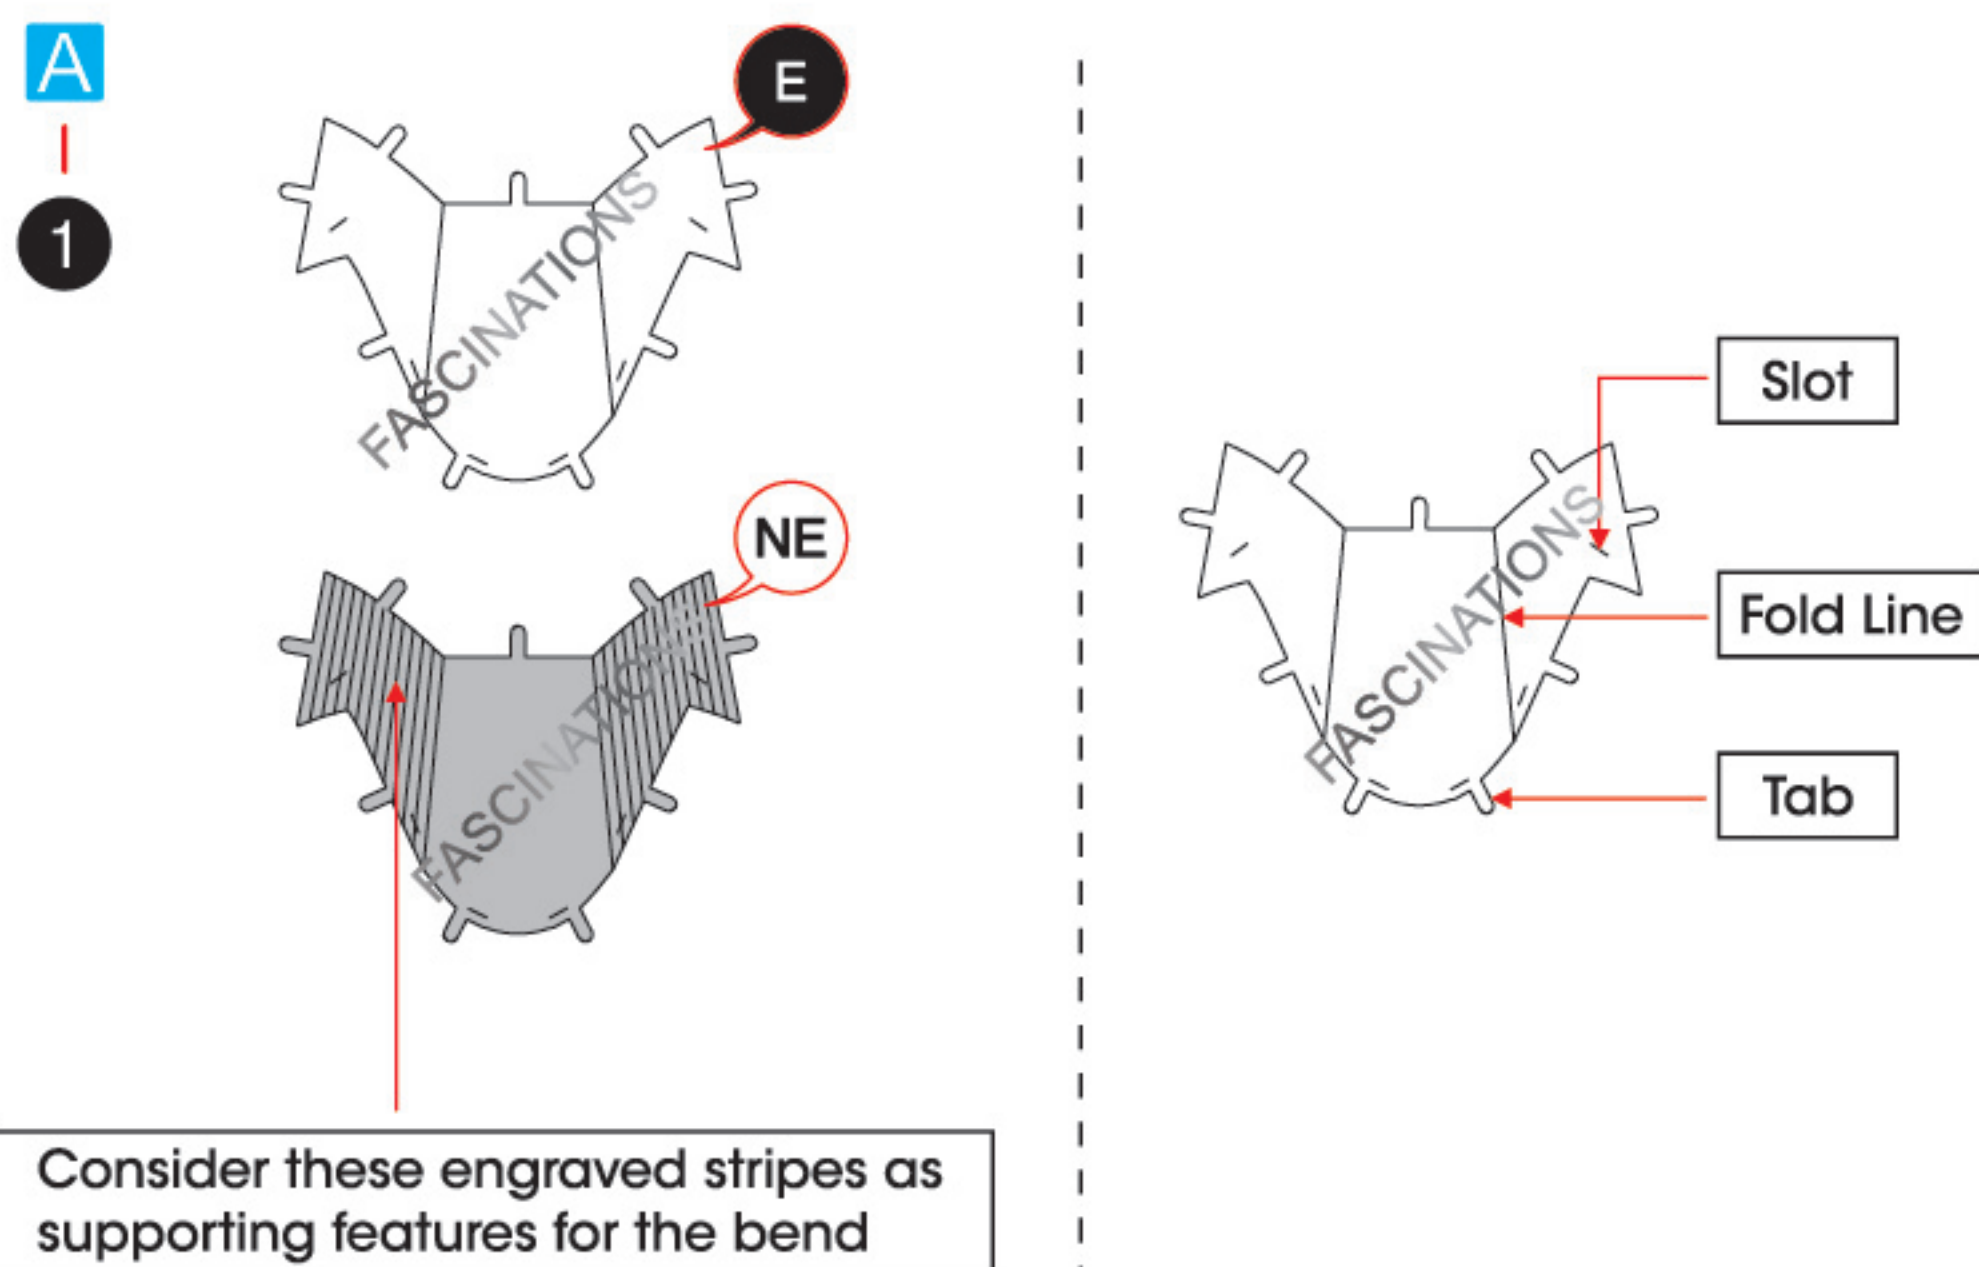 A
1
E
FASCINATIONS
NE
FASCINATIONS
Consider these engraved stripes as
supporting features for the bend
Slot
FASCINATIONS
Fold Line
Tab